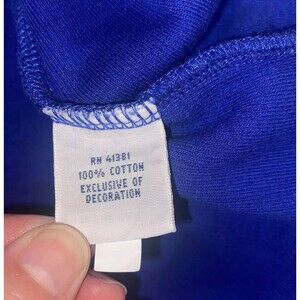 RN 41381
100% COTTON
EXCLUSIVE OF
DECORATION